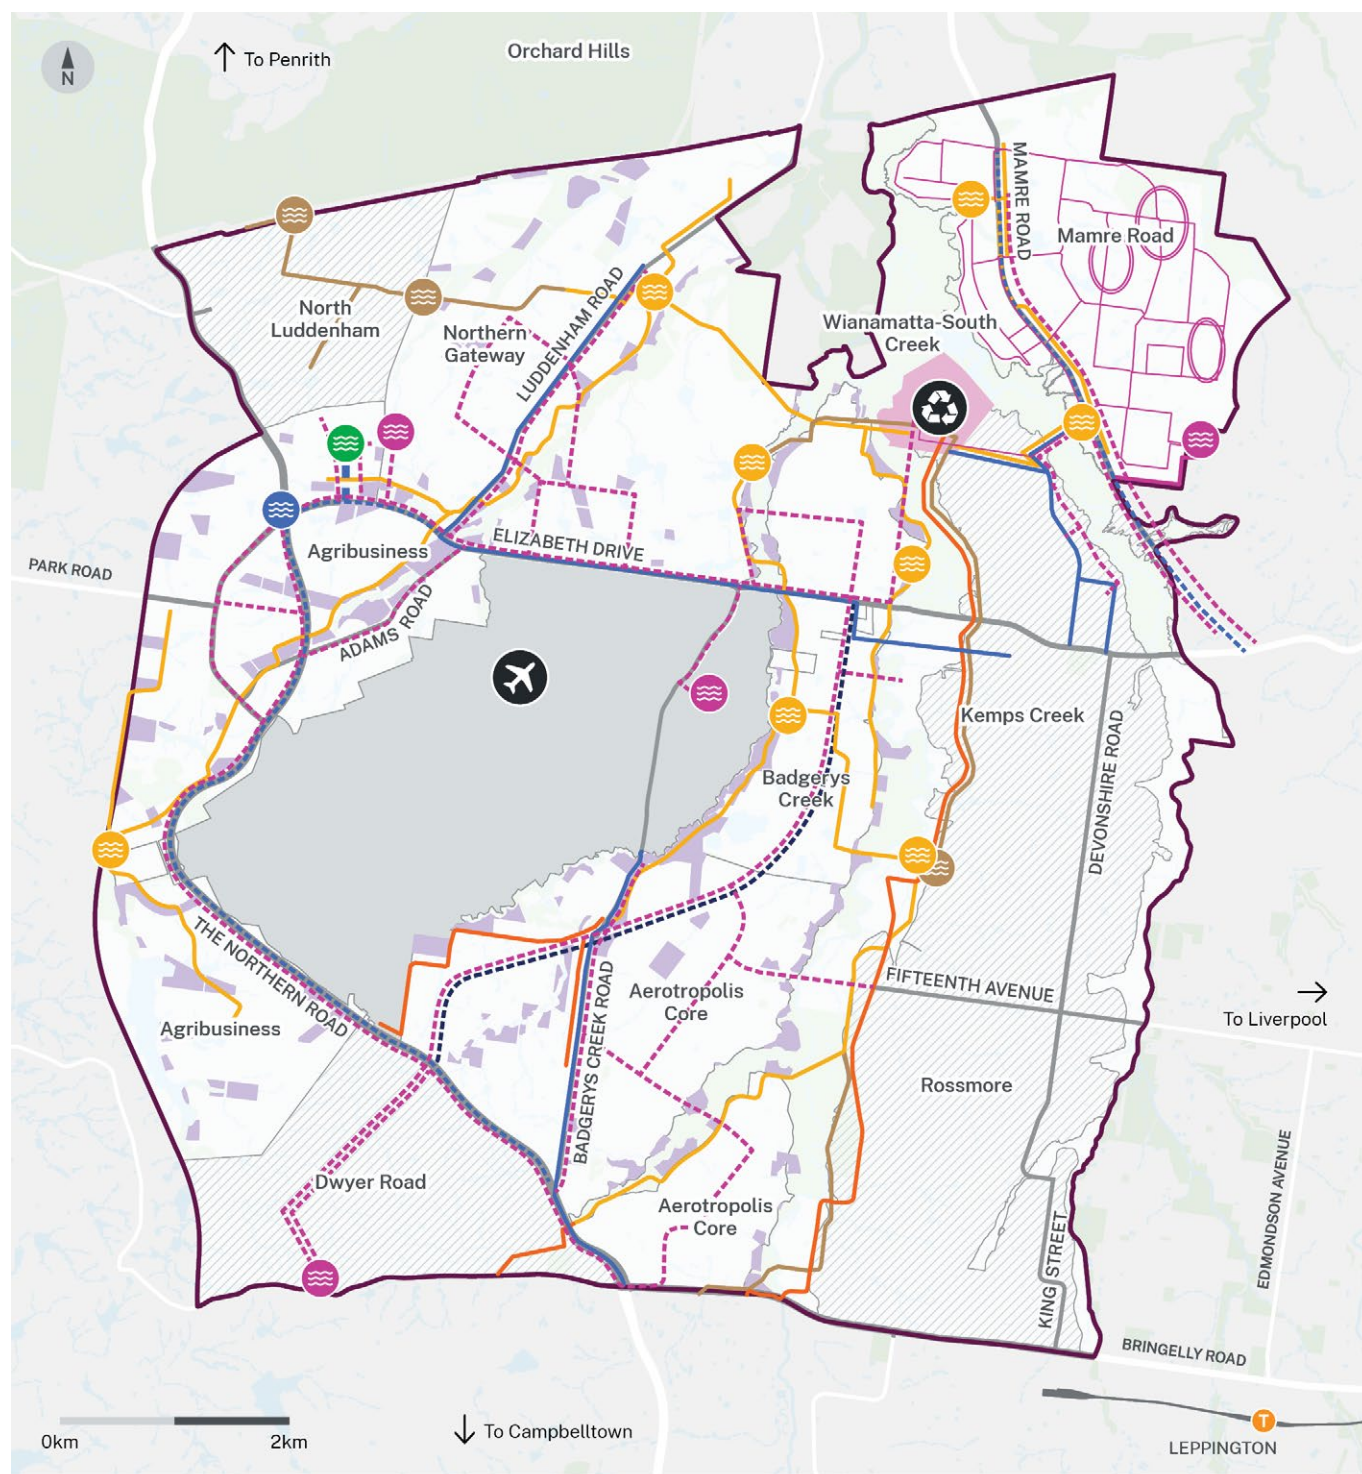 Orchard Hills
To Penrith
N
MAMRE ROAD
Mamre Road
North
Luddenham
Northern
Gateway
LUDDENHAM ROAD
Wianamatta-South
Creek
ELIZABETH DRIVE
Agribusiness
PARK ROAD
ADAMS ROAD
Kemps Creek
DEVONSHIRE ROAD
Badgerys
Creek
THE NORTHERN ROAD
Agribusiness
BADGERYS CREEK ROAD
Aerotropolis
Core
FIFTEENTH AVENUE
To Liverpool
Rossmore
Dwyer Road
Aerotropolis
Core
KING STREET
EDMONDSON AVENUE
BRINGELLY ROAD
0km
2km
To Campbelltown
T
LEPPINGTON